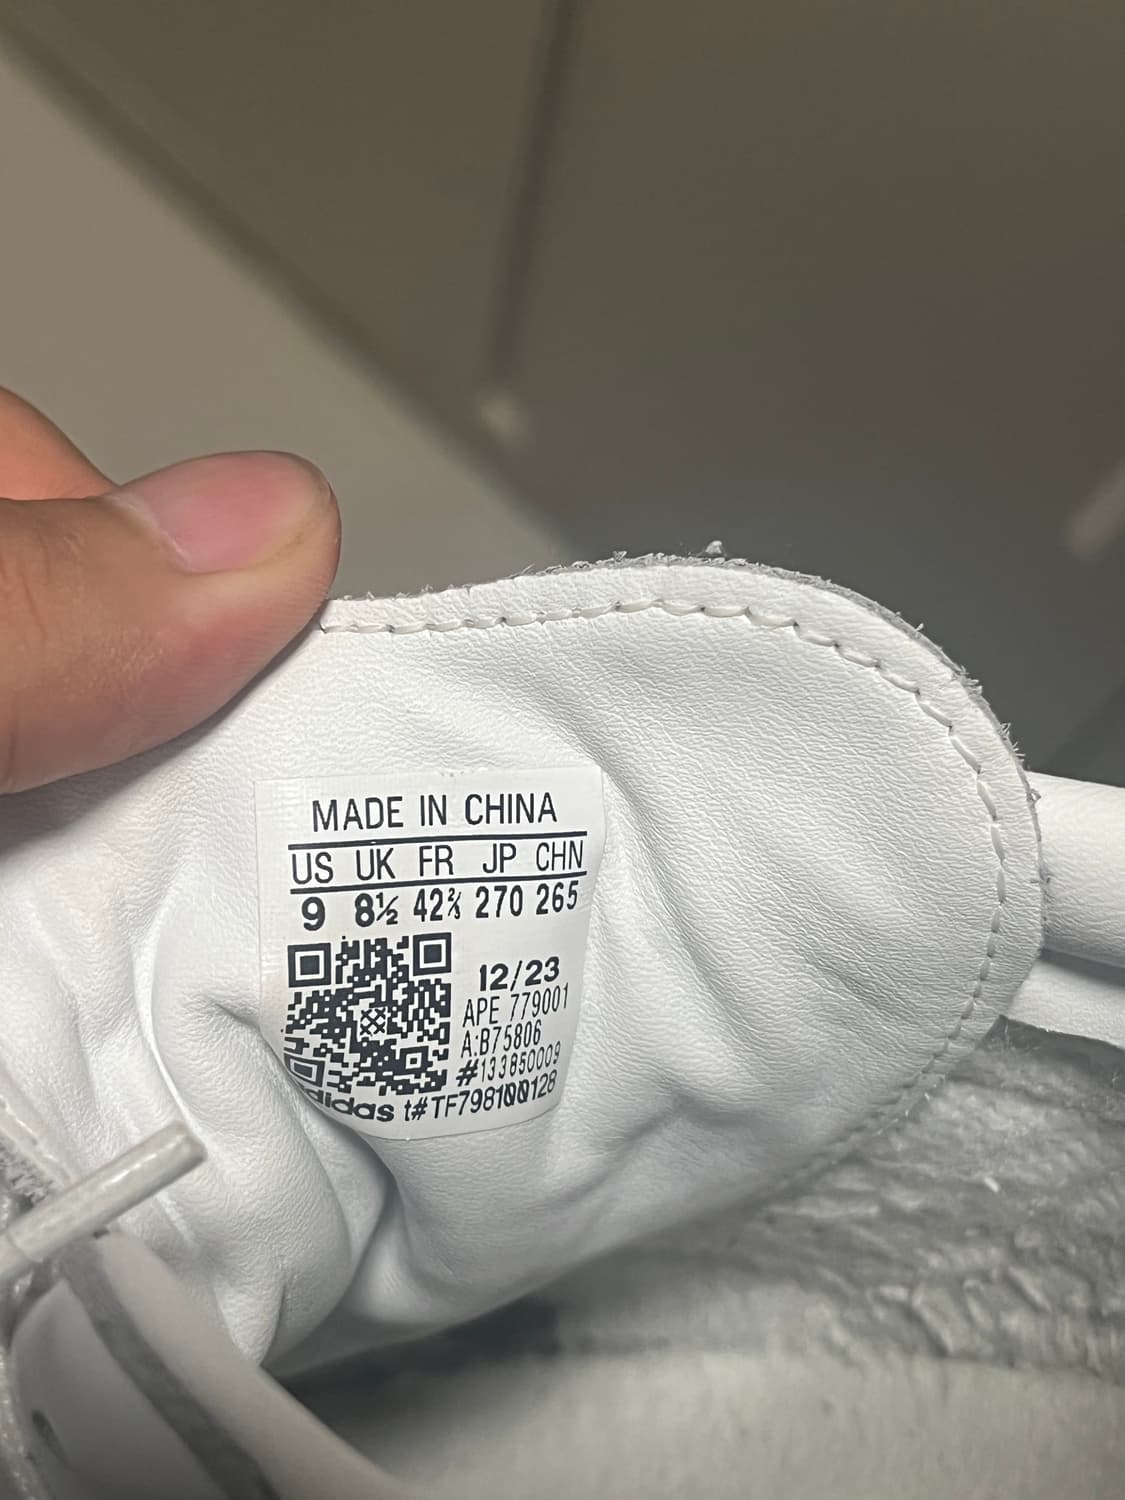 MADE IN CHINA
US UK FR JP CHN
9 8½ 42⅔ 270 265
12/23
APE 779001
A:B75806
#133850009
adidas t#TF798100128